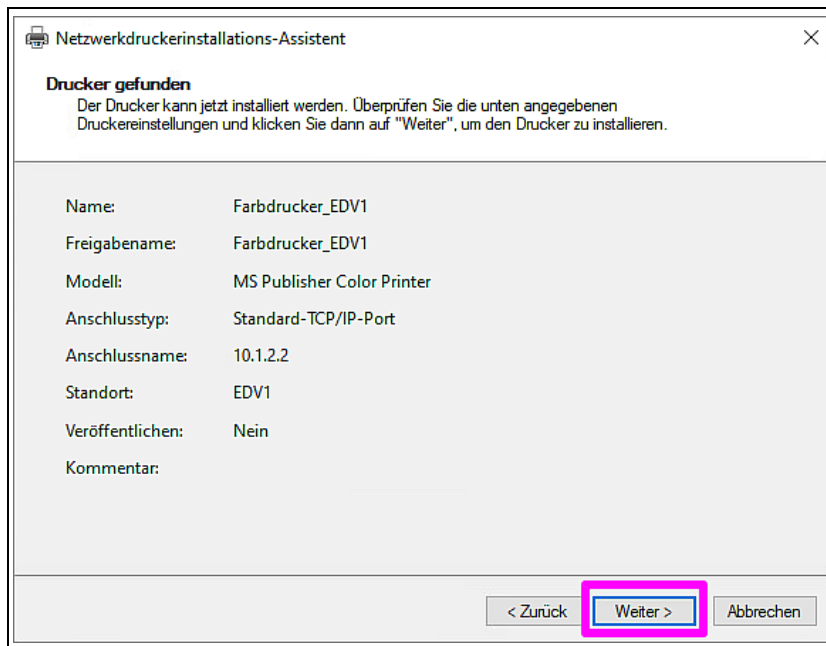 Netzwerkdruckerinstallations-Assistent
Drucker gefunden
Der Drucker kann jetzt installiert werden. Überprüfen Sie die unten angegebenen
Druckereinstellungen und klicken Sie dann auf "Weiter", um den Drucker zu installieren.
Name: Farbdrucker_EDV1
Freigabename: Farbdrucker_EDV1
Modell: MS Publisher Color Printer
Anschlusstyp: Standard-TCP/IP-Port
Anschlussname: 10.1.2.2
Standort: EDV1
Veröffentlichen: Nein
Kommentar:
< Zurück Weiter > Abbrechen